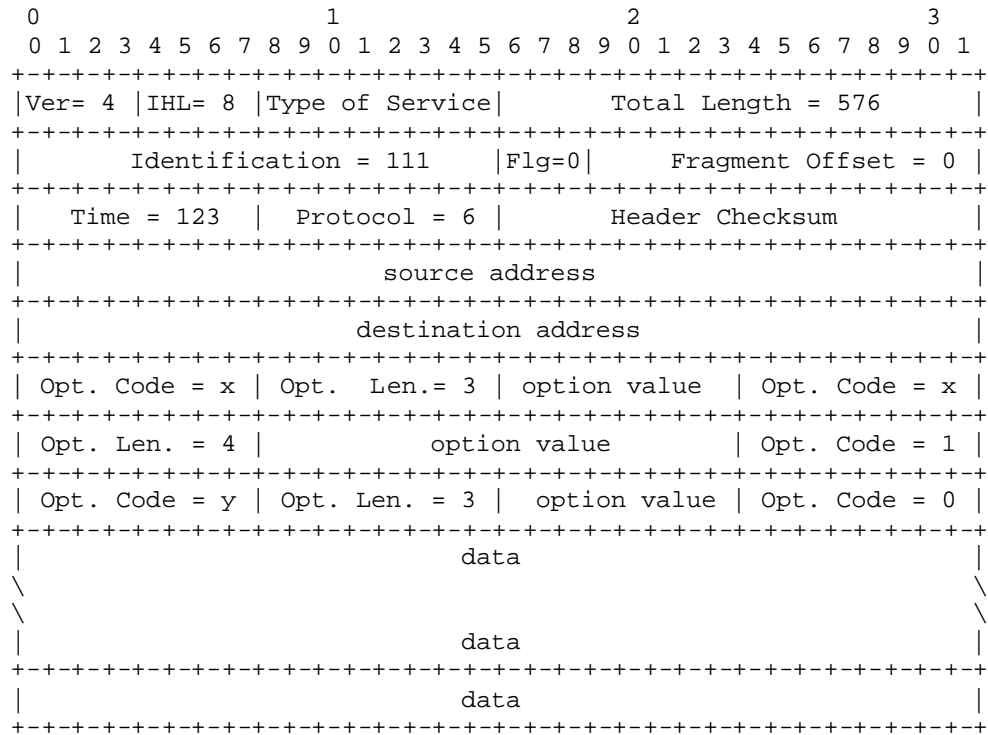 0                   1                   2                   3
 0 1 2 3 4 5 6 7 8 9 0 1 2 3 4 5 6 7 8 9 0 1 2 3 4 5 6 7 8 9 0 1
+-+-+-+-+-+-+-+-+-+-+-+-+-+-+-+-+-+-+-+-+-+-+-+-+-+-+-+-+-+-+-+-+
|Ver= 4 |IHL= 8 |Type of Service|       Total Length = 576      |
+-+-+-+-+-+-+-+-+-+-+-+-+-+-+-+-+-+-+-+-+-+-+-+-+-+-+-+-+-+-+-+-+
|       Identification = 111    |Flg=0|     Fragment Offset = 0 |
+-+-+-+-+-+-+-+-+-+-+-+-+-+-+-+-+-+-+-+-+-+-+-+-+-+-+-+-+-+-+-+-+
|   Time = 123  |  Protocol = 6 |       Header Checksum         |
+-+-+-+-+-+-+-+-+-+-+-+-+-+-+-+-+-+-+-+-+-+-+-+-+-+-+-+-+-+-+-+-+
|                        source address                         |
+-+-+-+-+-+-+-+-+-+-+-+-+-+-+-+-+-+-+-+-+-+-+-+-+-+-+-+-+-+-+-+-+
|                      destination address                      |
+-+-+-+-+-+-+-+-+-+-+-+-+-+-+-+-+-+-+-+-+-+-+-+-+-+-+-+-+-+-+-+-+
| Opt. Code = x | Opt.  Len.= 3 | option value  | Opt. Code = x |
+-+-+-+-+-+-+-+-+-+-+-+-+-+-+-+-+-+-+-+-+-+-+-+-+-+-+-+-+-+-+-+-+
| Opt. Len. = 4 |           option value        | Opt. Code = 1 |
+-+-+-+-+-+-+-+-+-+-+-+-+-+-+-+-+-+-+-+-+-+-+-+-+-+-+-+-+-+-+-+-+
| Opt. Code = y | Opt. Len. = 3 |  option value | Opt. Code = 0 |
+-+-+-+-+-+-+-+-+-+-+-+-+-+-+-+-+-+-+-+-+-+-+-+-+-+-+-+-+-+-+-+-+
|                             data                              |
\                                                               \
\                                                               \
|                             data                              |
+-+-+-+-+-+-+-+-+-+-+-+-+-+-+-+-+-+-+-+-+-+-+-+-+-+-+-+-+-+-+-+-+
|                             data                              |
+-+-+-+-+-+-+-+-+-+-+-+-+-+-+-+-+-+-+-+-+-+-+-+-+-+-+-+-+-+-+-+-+